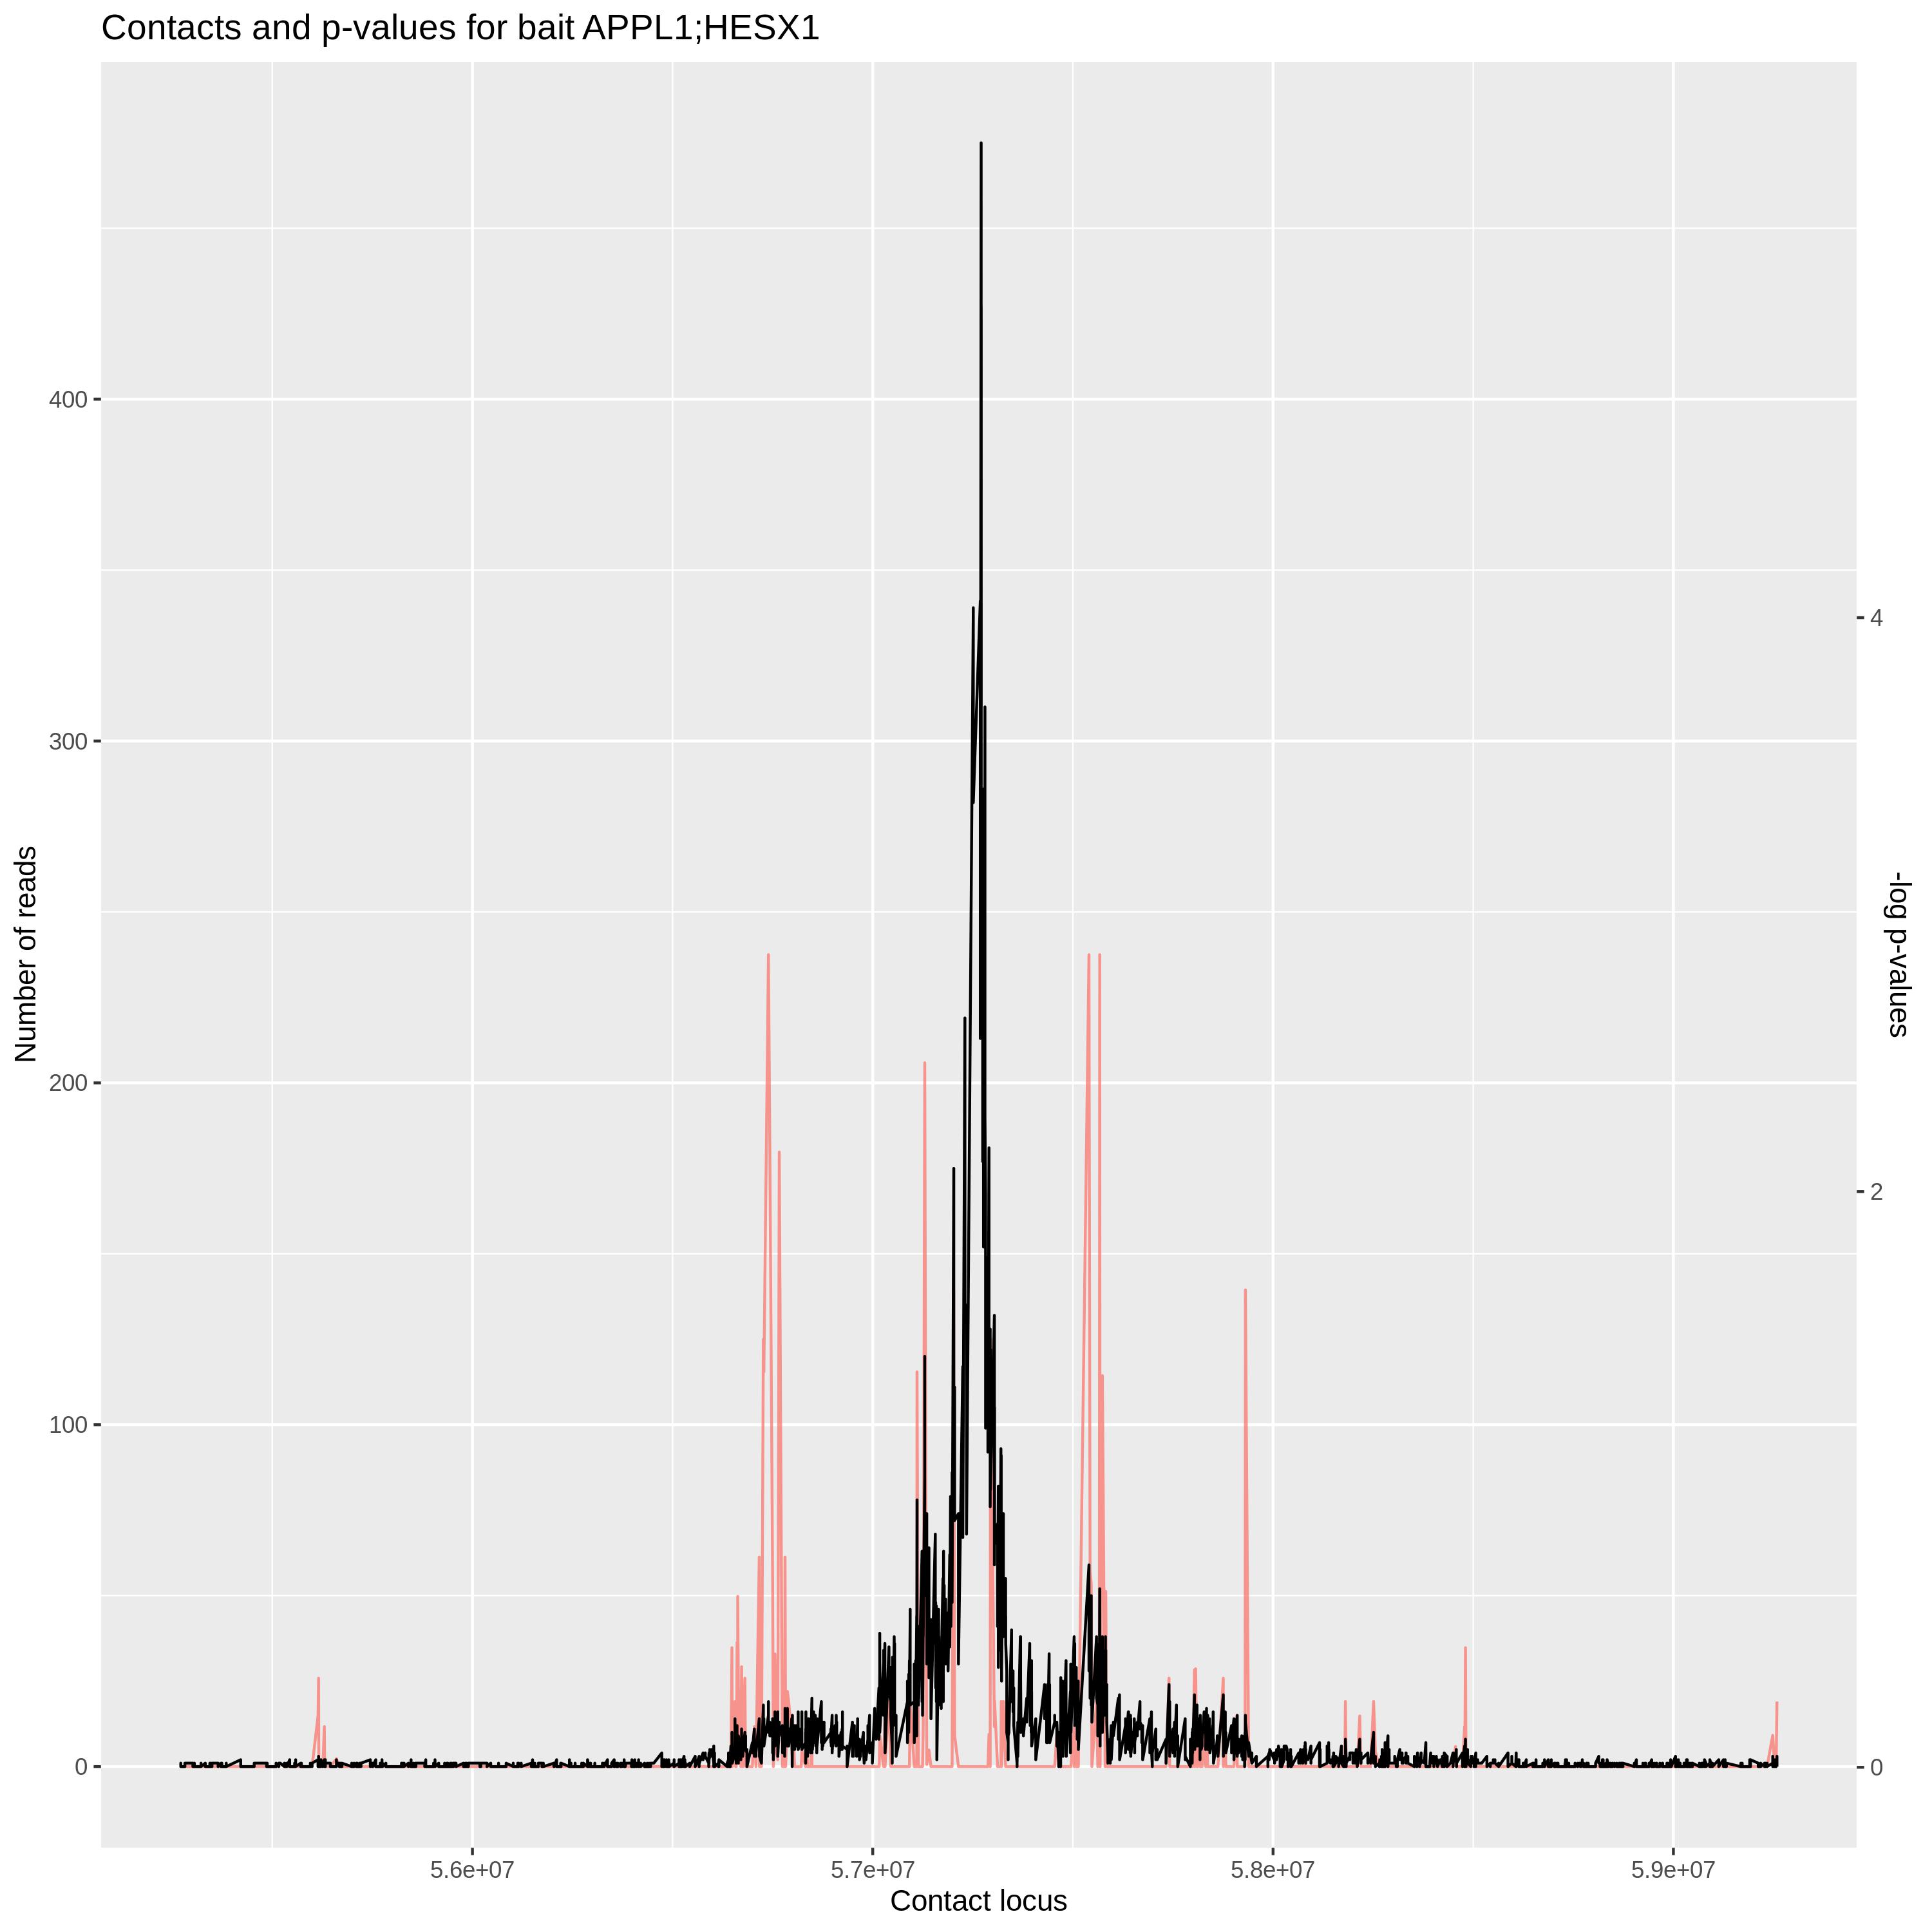 Contacts and p-values for bait APPL1;HESX1
400
300
200
100
0
Number of reads
4
2
0
-log p-values
5.6e+07
5.7e+07
5.8e+07
5.9e+07
Contact locus